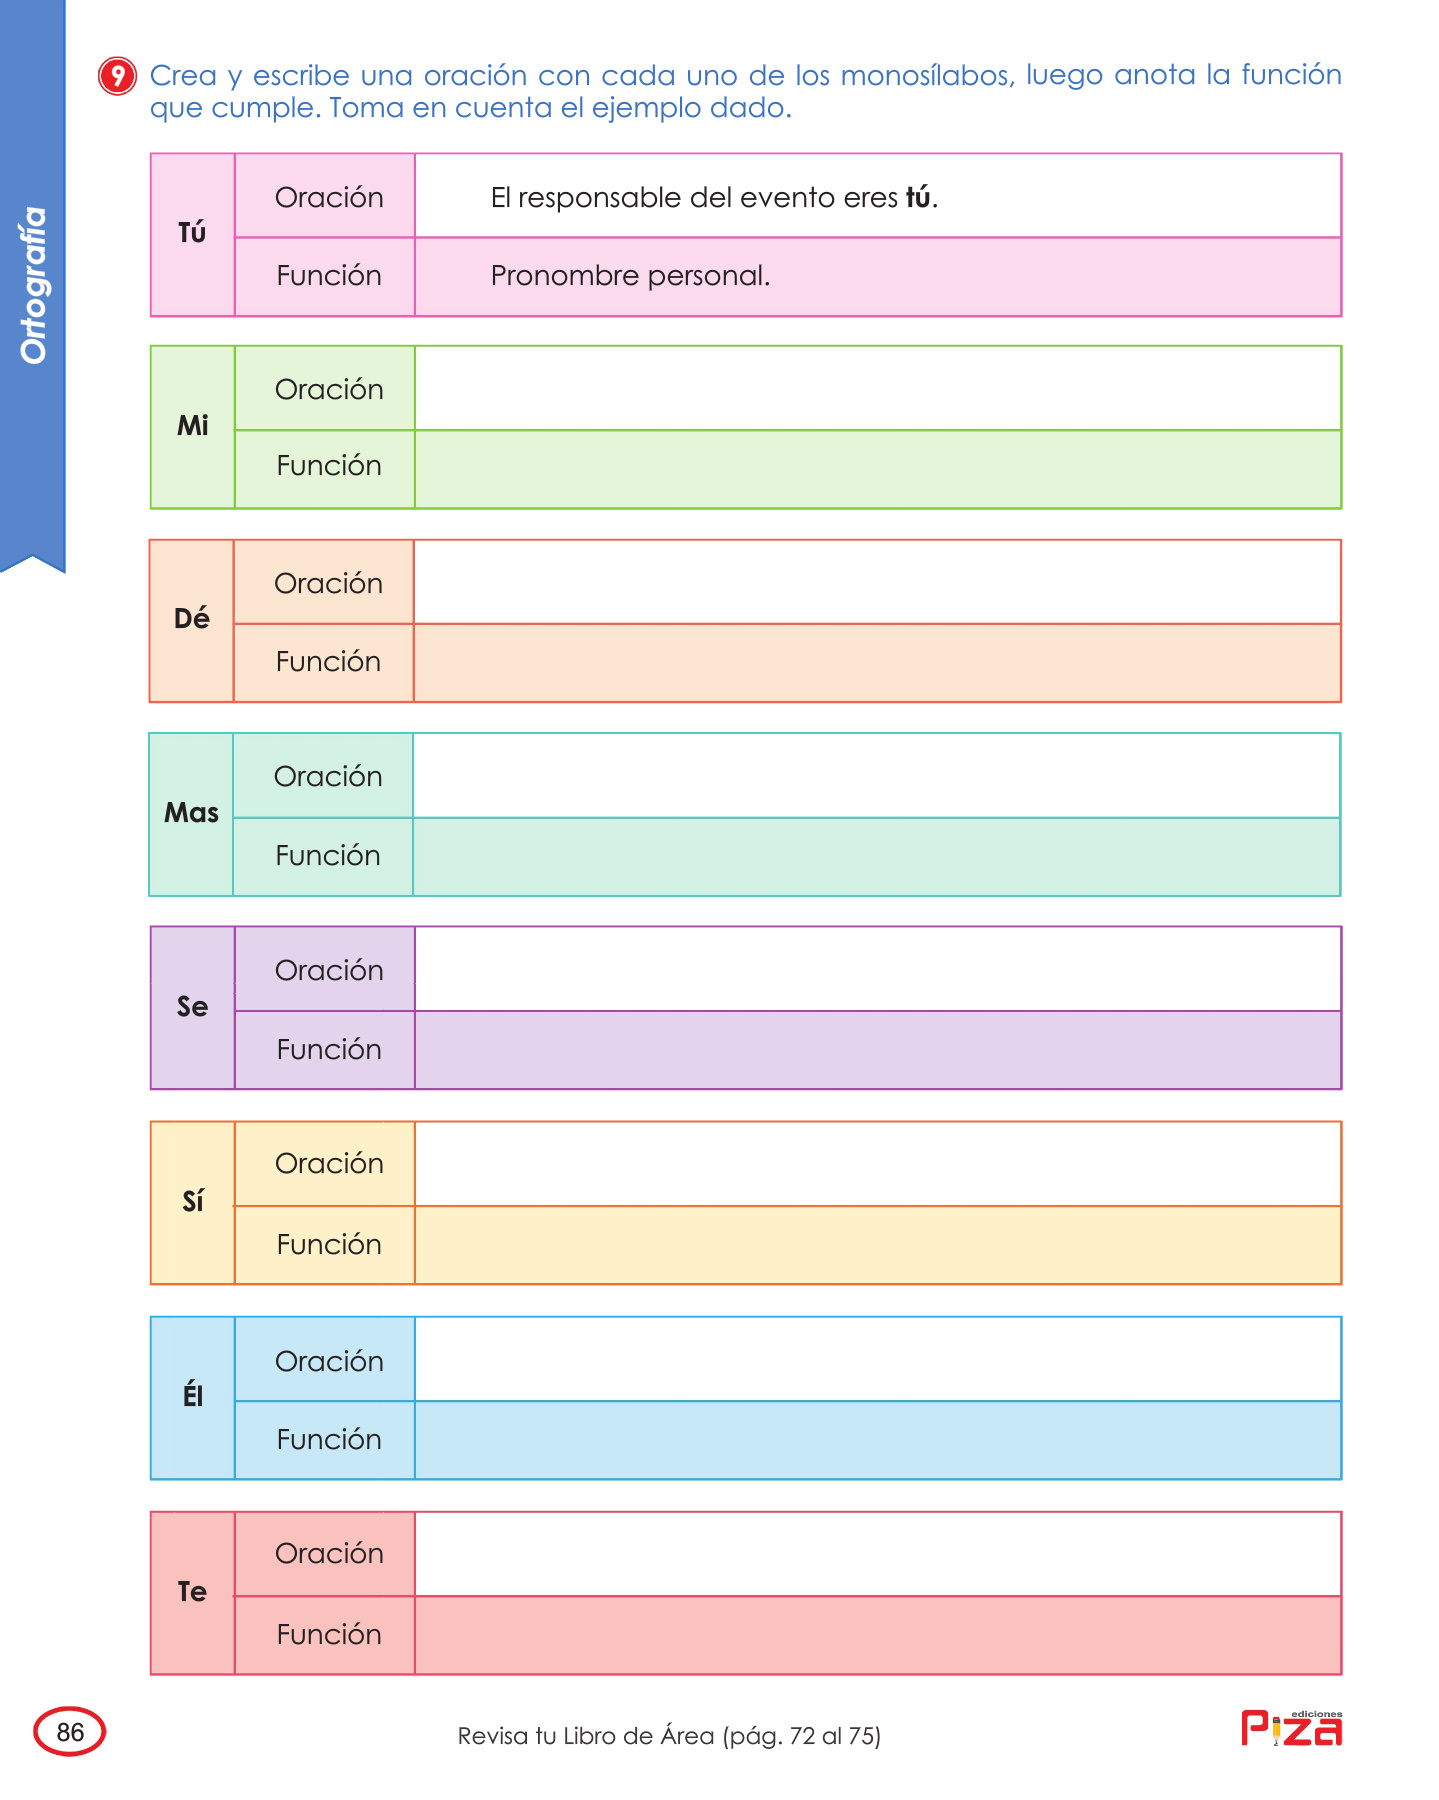 Ortografía
9 Crea y escribe una oración con cada uno de los monosílabos, luego anota la función
que cumple. Toma en cuenta el ejemplo dado.
Tú
Oración
El responsable del evento eres tú.
Función
Pronombre personal.
Mi
Oración
Función
Dé
Oración
Función
Mas
Oración
Función
Se
Oración
Función
Sí
Oración
Función
Él
Oración
Función
Te
Oración
Función
86
Revisa tu Libro de Área (pág. 72 al 75)
ediciones
Piza